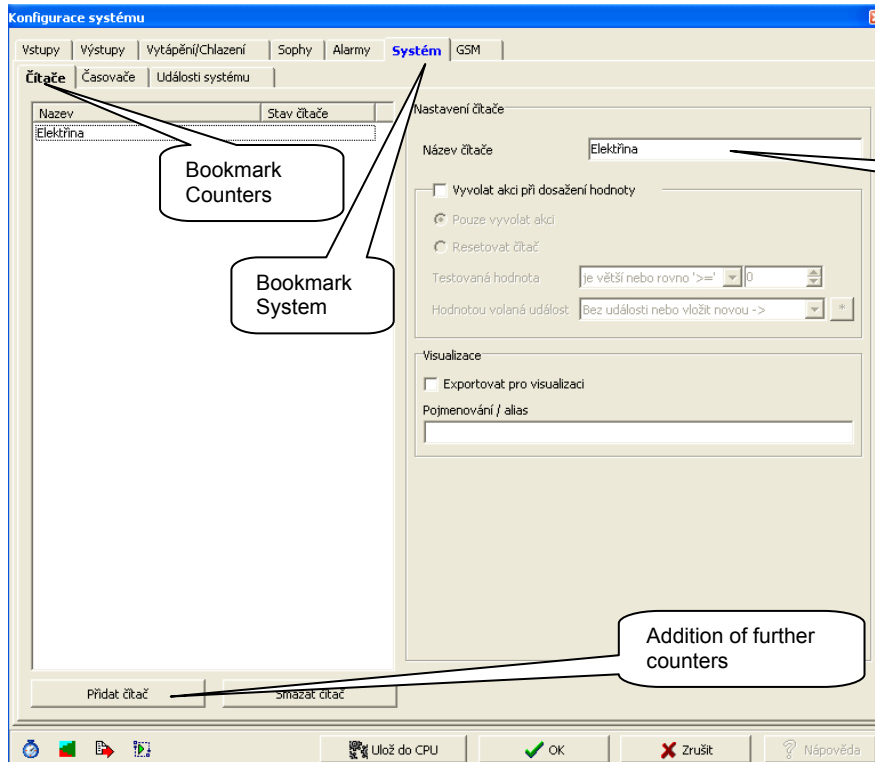 Konfigurace systému
Vstupy Výstupy Vytápění/Chlazení Sophy Alarmy Systém GSM
Čítače Časovače Události systému
Nazev Stav čítače
Elektřina
Bookmark
Counters
Bookmark
System
Nastavení čítače
Název čítače Elektřina
Vyvolat akci při dosažení hodnoty
Pouze vyvolat akci
Resetovat čítač
Testovaná hodnota je větší nebo rovno '>=' 0
Hodnotou volaná událost Bez události nebo vložit novou -> *
Visualizace
Exportovat pro visualizaci
Pojmenování / alias
Addition of further
counters
Přidat čítač Smazat čítač
Ulož do CPU OK Zrušit Nápověda